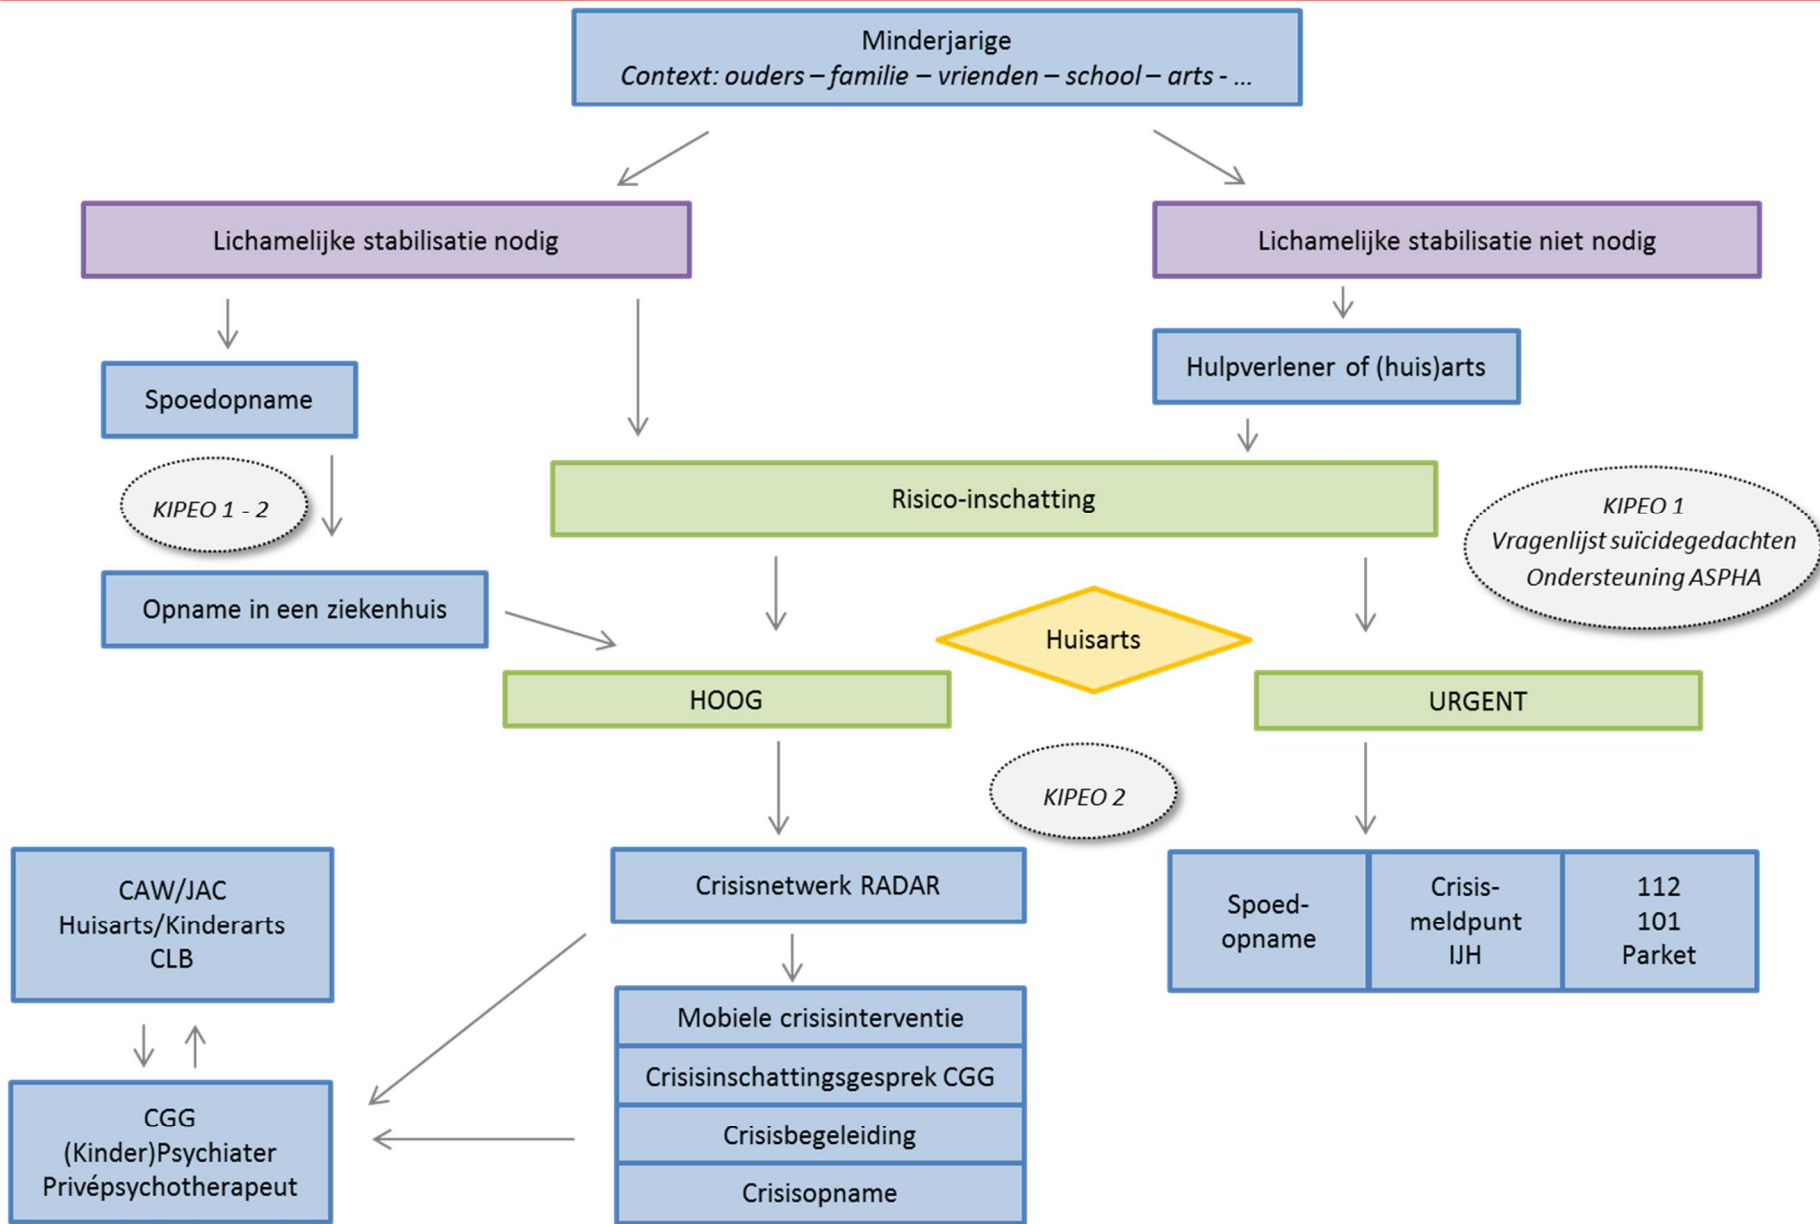 Minderjarige
Context: ouders – familie – vrienden – school – arts - ...
Lichamelijke stabilisatie nodig
Lichamelijke stabilisatie niet nodig
Spoedopname
Hulpverlener of (huis)arts
KIPEO 1 - 2
Risico-inschatting
KIPEO 1
Vragenlijst suïcidegedachten
Ondersteuning ASPHA
Opname in een ziekenhuis
Huisarts
HOOG
URGENT
KIPEO 2
CAW/JAC
Huisarts/Kinderarts
CLB
Crisisnetwerk RADAR
Spoed-
opname
Crisis-
meldpunt
IJH
112
101
Parket
Mobiele crisisinterventie
Crisisinschattingsgesprek CGG
Crisisbegeleiding
Crisisopname
CGG
(Kinder)Psychiater
Privépsychotherapeut